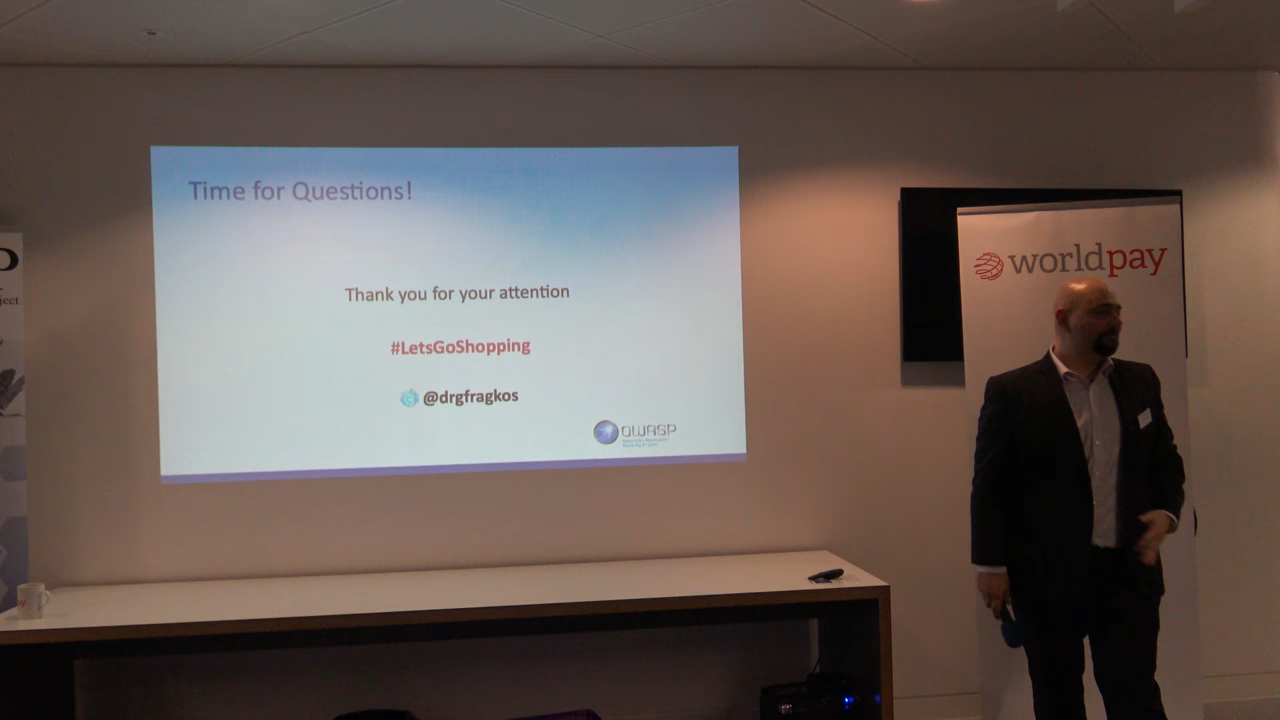 Time for Questions!
Thank you for your attention
#LetsGoShopping
@drgfragkos
OWASP
worldpay